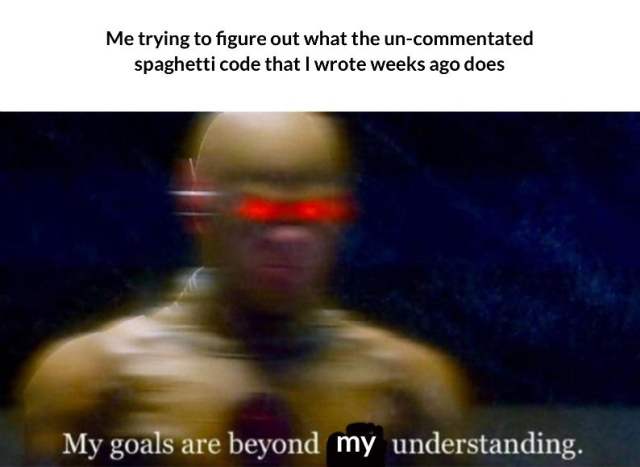 Me trying to figure out what the un-commentated
spaghetti code that I wrote weeks ago does
My goals are beyond my understanding.